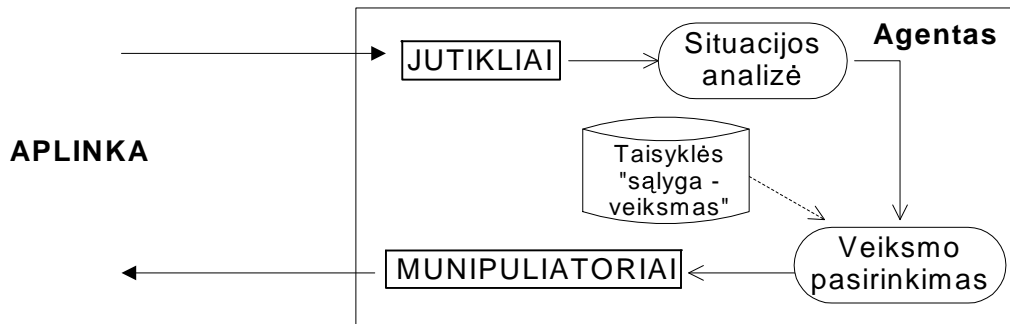 Agentas
JUTIKLIAI
Situacijos
analizė
APLINKA
Taisyklės
"sąlyga -
veiksmas"
MUNIPULIATORIAI
Veiksmo
pasirinkimas